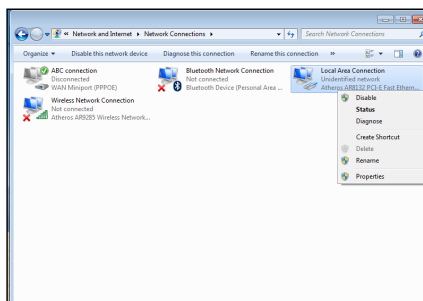 « Network and Internet ▸ Network Connections ▸
Search Network Connections
Organize ▾ Disable this network device Diagnose this connection Rename this connection »
ABC connection
Disconnected
WAN Miniport (PPPOE)
Bluetooth Network Connection
Not connected
Bluetooth Device (Personal Area ...
Local Area Connection
Unidentified network
Atheros AR8132 PCI-E Fast Ethern...
Wireless Network Connection
Not connected
Atheros AR9285 Wireless Network...
Disable
Status
Diagnose
Create Shortcut
Delete
Rename
Properties